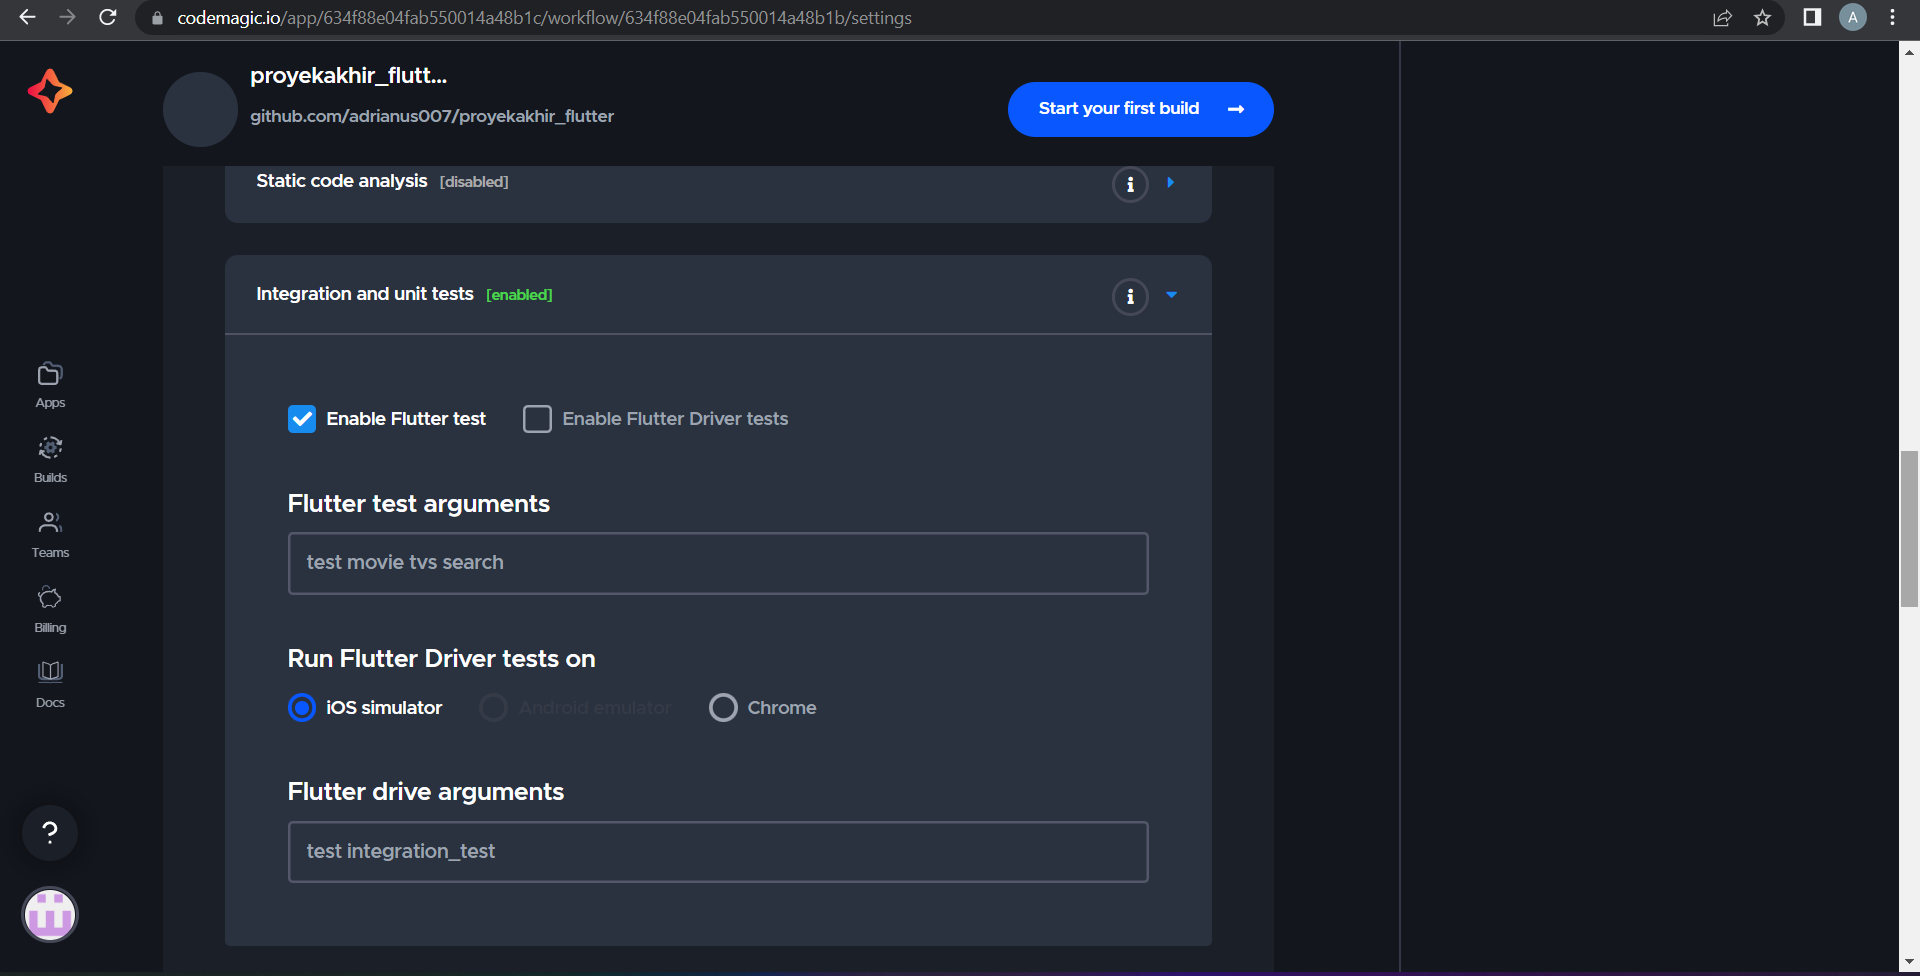 codemagic.io/app/634f88e04fab550014a48b1c/workflow/634f88e04fab550014a48b1b/settings
A
proyekakhir_flutt...
github.com/adrianus007/proyekakhir_flutter
Start your first build →
Static code analysis [disabled]
Integration and unit tests [enabled]
Enable Flutter test Enable Flutter Driver tests
Flutter test arguments
test movie tvs search
Run Flutter Driver tests on
iOS simulator Android emulator Chrome
Flutter drive arguments
test integration_test
Apps
Builds
Teams
Billing
Docs
?